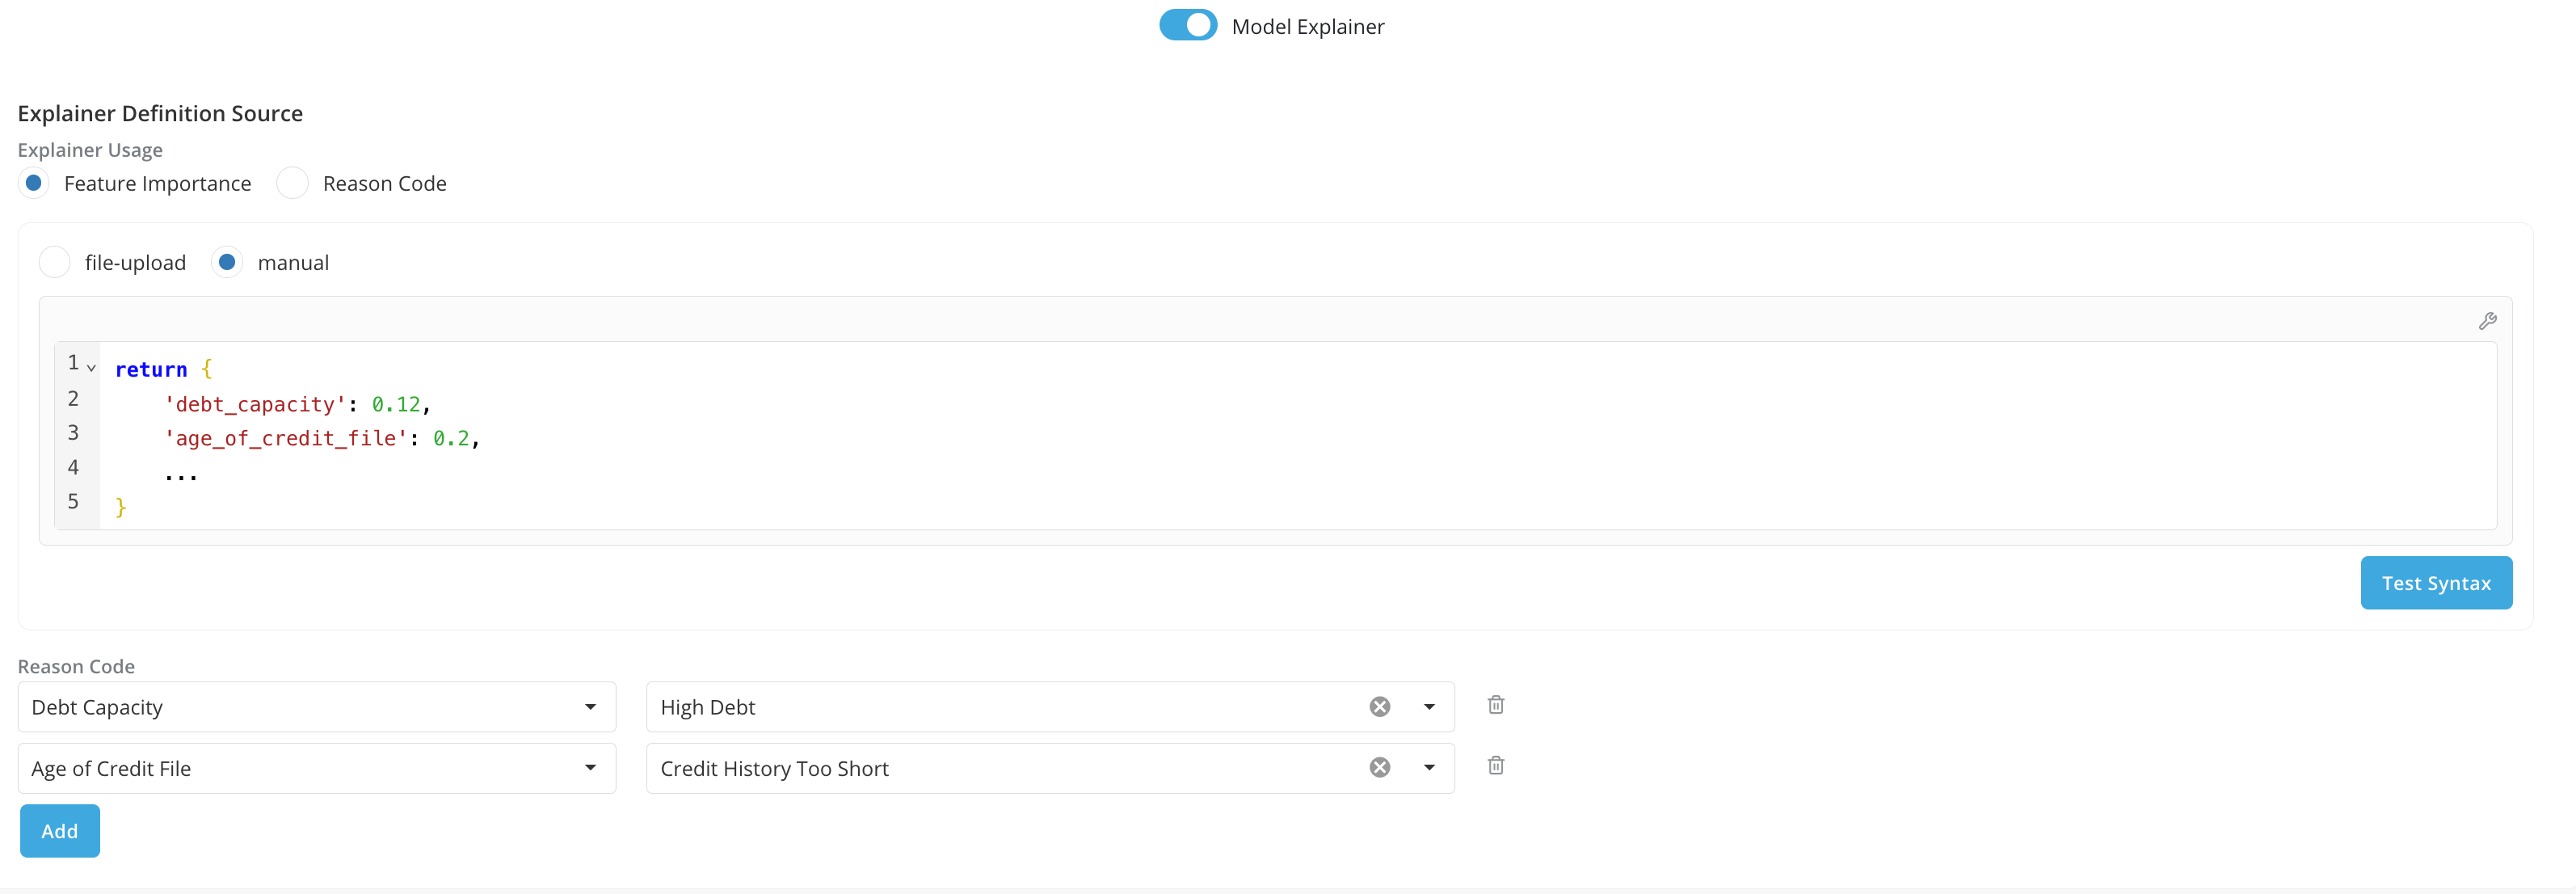 Model Explainer
Explainer Definition Source
Explainer Usage
Feature Importance Reason Code
file-upload manual
1 return {
2 'debt_capacity': 0.12,
3 'age_of_credit_file': 0.2,
4 ...
5 }
Test Syntax
Reason Code
Debt Capacity High Debt
Age of Credit File Credit History Too Short
Add